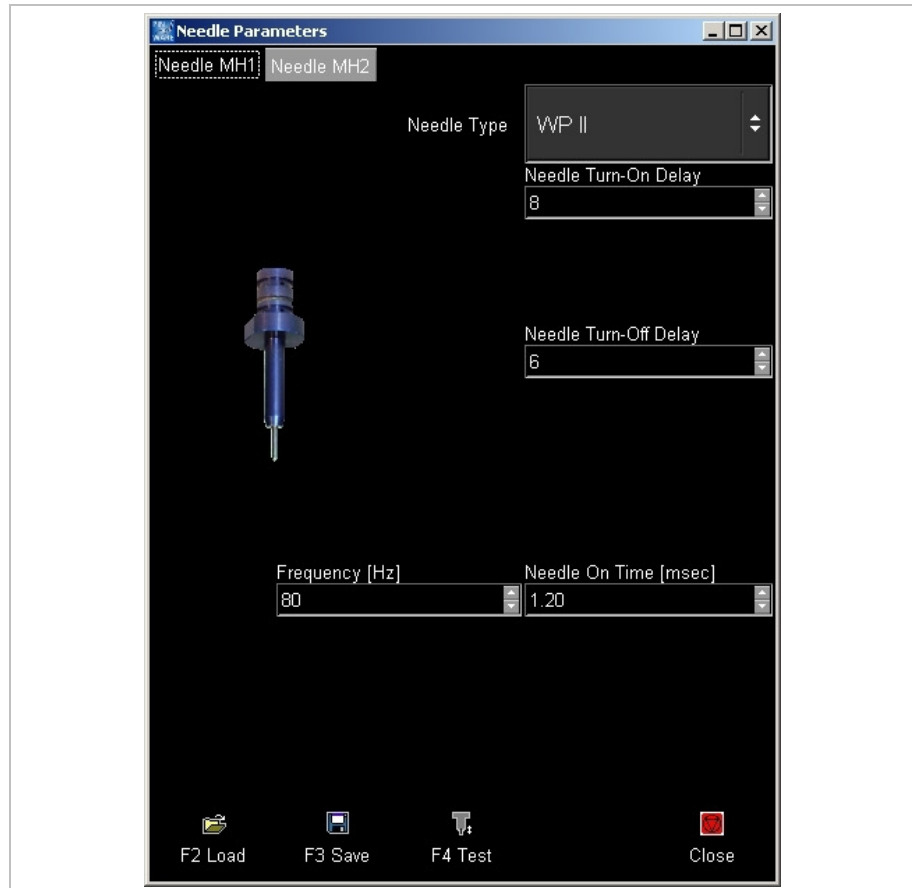 Needle Parameters
Needle MH1 Needle MH2
Needle Type WP II
Needle Turn-On Delay
8
Needle Turn-Off Delay
6
Frequency [Hz] Needle On Time [msec]
80 1.20
F2 Load F3 Save F4 Test Close